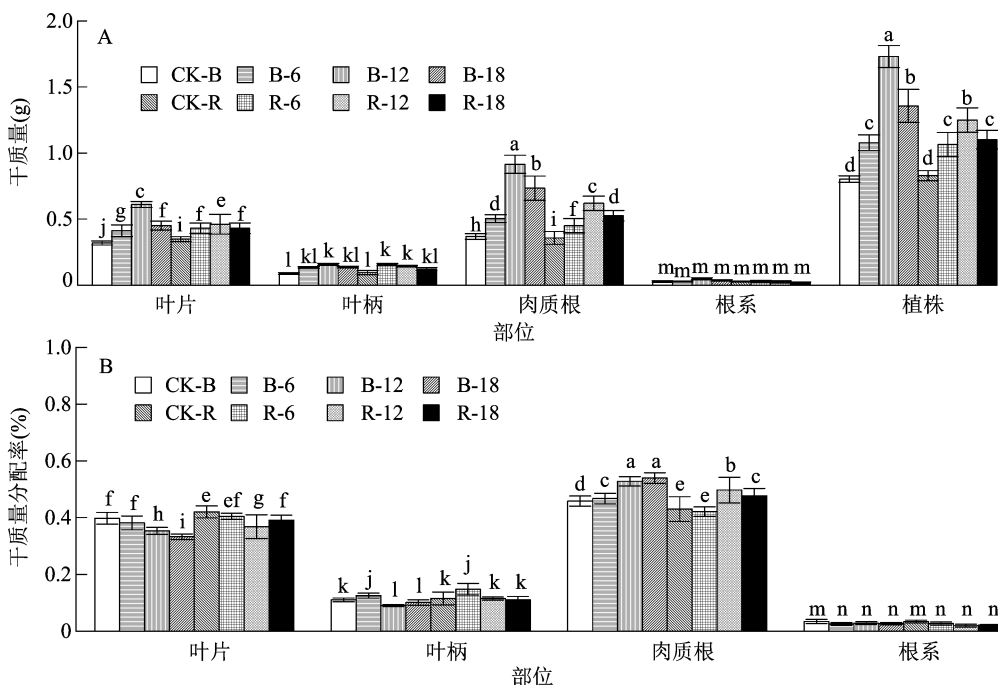 2.0
A
a
CK-B B-6 B-12 B-18
CK-R R-6 R-12 R-18
1.5
b
b
c c c
1.0
d d
a
b
c d
d f
h i
0.5
c
j g f i f e f
l kl k kl l k k kl
m m m m m m m m
0
干质量(g)
叶片 叶柄 肉质根 根系 植株
部位
1.0
B
CK-B B-6 B-12 B-18
CK-R R-6 R-12 R-18
0.8
0.6
d c a a e e b c
0.4
f f h i e ef g f
0.2
k j l l k j k k
m n n n m n n n
0
干质量分配率(%)
叶片 叶柄 肉质根 根系
部位